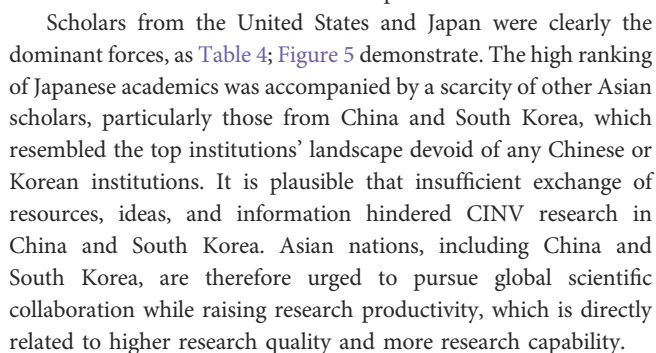 Scholars from the United States and Japan were clearly the
dominant forces, as Table 4; Figure 5 demonstrate. The high ranking
of Japanese academics was accompanied by a scarcity of other Asian
scholars, particularly those from China and South Korea, which
resembled the top institutions’ landscape devoid of any Chinese or
Korean institutions. It is plausible that insufficient exchange of
resources, ideas, and information hindered CINV research in
China and South Korea. Asian nations, including China and
South Korea, are therefore urged to pursue global scientific
collaboration while raising research productivity, which is directly
related to higher research quality and more research capability.